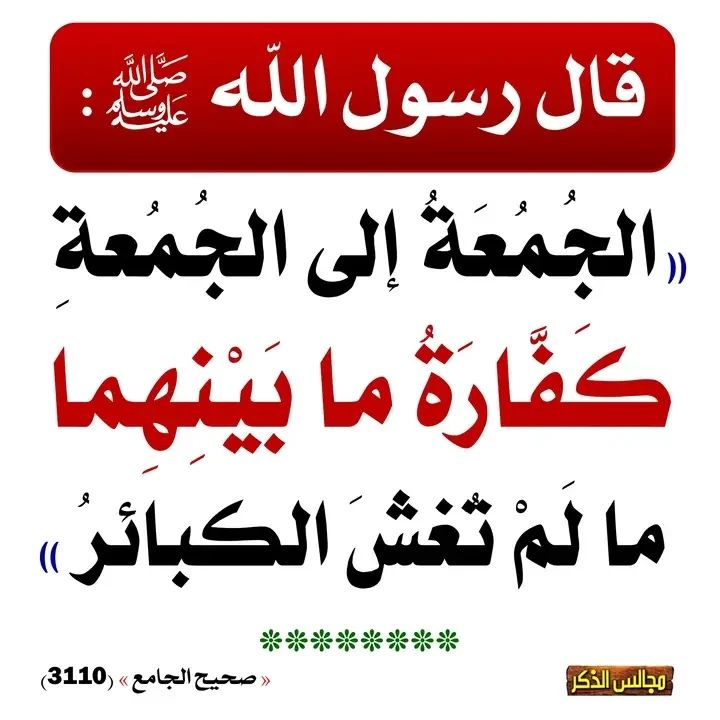 قال رسول الله ﷺ :
(( الجُمُعَةُ إلى الجُمُعةِ
كَفَّارَةُ ما بَيْنِهِما
ما لَمْ تُغشَ الكبائرُ ))
مجالس الذكر
« صحيح الجامع » (3110)